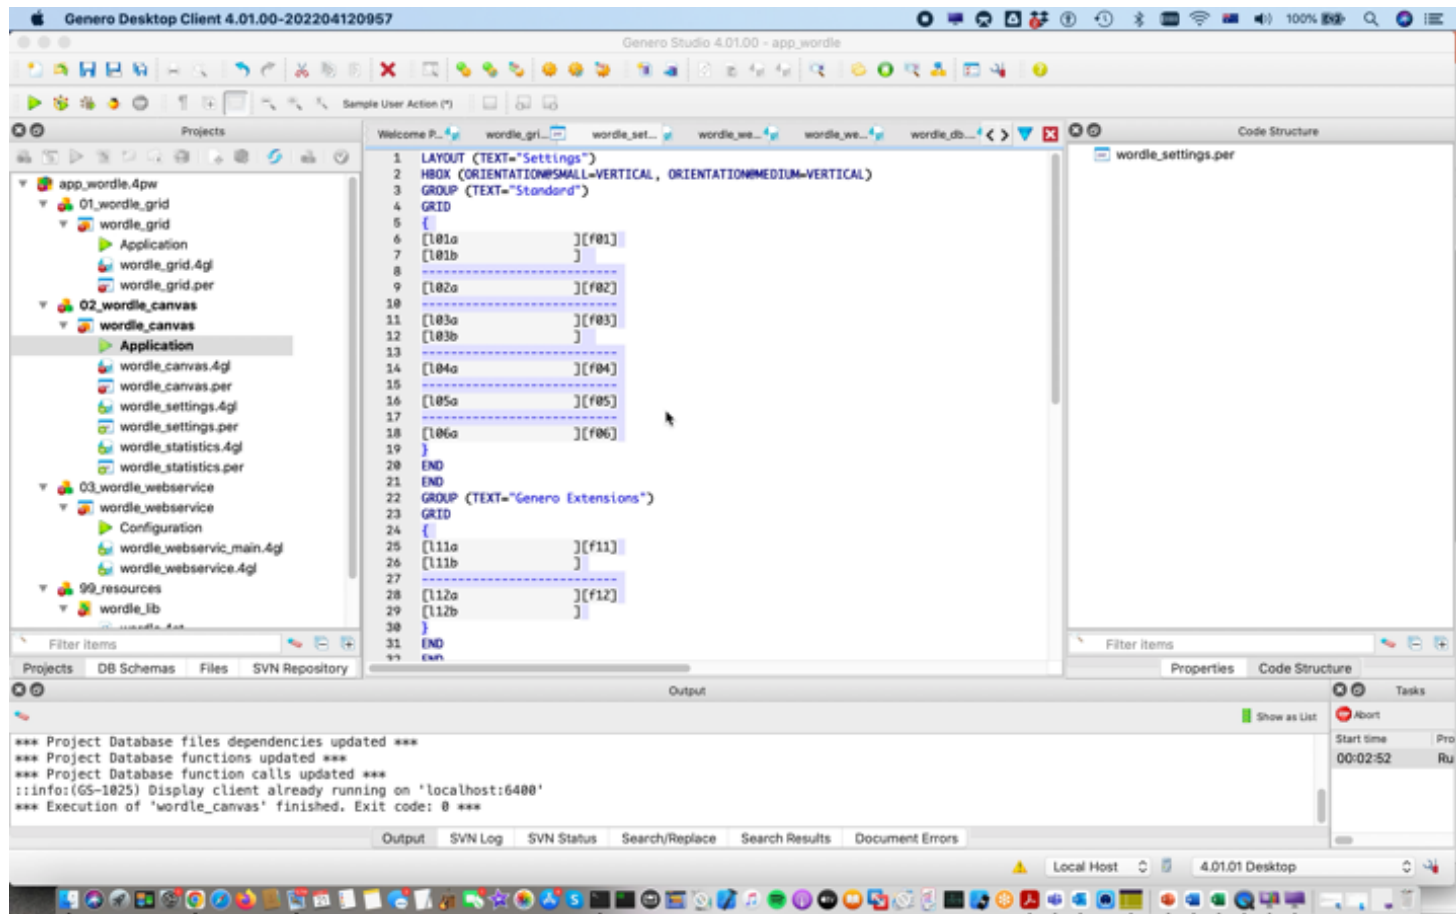 Genero Desktop Client 4.01.00-202204120957
100%
Genero Studio 4.01.00 - app_wordle
Sample User Action (*)
Projects
app_wordle.4pw
01_wordle_grid
wordle_grid
Application
wordle_grid.4gl
wordle_grid.per
02_wordle_canvas
wordle_canvas
Application
wordle_canvas.4gl
wordle_canvas.per
wordle_settings.4gl
wordle_settings.per
wordle_statistics.4gl
wordle_statistics.per
03_wordle_webservice
wordle_webservice
Configuration
wordle_webservic_main.4gl
wordle_webservice.4gl
99_resources
wordle_lib
Filter items
Projects DB Schemas Files SVN Repository
Welcome P... wordle_gri... wordle_set... wordle_we... wordle_we... wordle_db...
1 LAYOUT (TEXT="Settings")
2 HBOX (ORIENTATION@SMALL=VERTICAL, ORIENTATION@MEDIUM=VERTICAL)
3 GROUP (TEXT="Standard")
4 GRID
5 {
6 [l01a ][f01]
7 [l01b ]
8 ------------------------
9 [l02a ][f02]
10 ------------------------
11 [l03a ][f03]
12 [l03b ]
13 ------------------------
14 [l04a ][f04]
15 ------------------------
16 [l05a ][f05]
17 ------------------------
18 [l06a ][f06]
19 }
20 END
21 END
22 GROUP (TEXT="Genero Extensions")
23 GRID
24 {
25 [l11a ][f11]
26 [l11b ]
27 ------------------------
28 [l12a ][f12]
29 [l12b ]
30 }
31 END
32 END
Code Structure
wordle_settings.per
Filter items
Properties Code Structure
Output
Show as List
*** Project Database files dependencies updated ***
*** Project Database functions updated ***
*** Project Database function calls updated ***
::info:(GS-1025) Display client already running on 'localhost:6400'
*** Execution of 'wordle_canvas' finished. Exit code: 0 ***
Output SVN Log SVN Status Search/Replace Search Results Document Errors
Tasks
Abort
Start time Pro
00:02:52 Ru
Local Host 4.01.01 Desktop